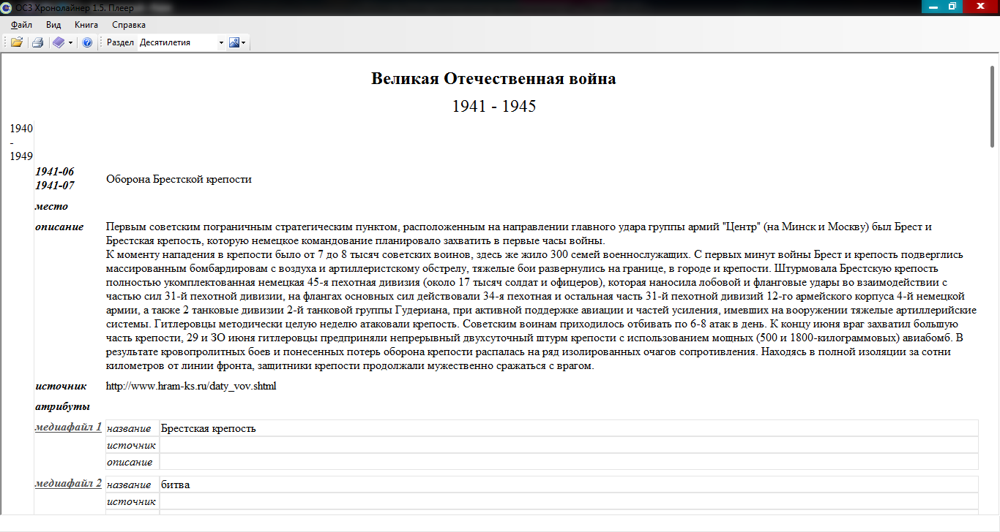 ОС3 Хронолайнер 1.5. Плеер
Файл Вид Книга Справка
Раздел Десятилетия
Великая Отечественная война
1941 - 1945
1940
-
1949
1941-06
1941-07
Оборона Брестской крепости
место
описание
Первым советским пограничным стратегическим пунктом, расположенным на направлении главного удара группы армий "Центр" (на Минск и Москву) был Брест и
Брестская крепость, которую немецкое командование планировало захватить в первые часы войны.
К моменту нападения в крепости было от 7 до 8 тысяч советских воинов, здесь же жило 300 семей военнослужащих. С первых минут войны Брест и крепость подверглись
массированным бомбардировам с воздуха и артиллеристскому обстрелу, тяжелые бои развернулись на границе, в городе и крепости. Штурмовала Брестскую крепость
полностью укомплектованная немецкая 45-я пехотная дивизия (около 17 тысяч солдат и офицеров), которая наносила лобовой и фланговые удары во взаимодействии с
частью сил 31-й пехотной дивизии, на флангах основных сил действовали 34-я пехотная и остальная часть 31-й пехотной дивизий 12-го армейского корпуса 4-й немецкой
армии, а также 2 танковые дивизии 2-й танковой группы Гудериана, при активной поддержке авиации и частей усиления, имевших на вооружении тяжелые артиллерийские
системы. Гитлеровцы методически целую неделю атаковали крепость. Советским воинам приходилось отбивать по 6-8 атак в день. К концу июня враг захватил большую
часть крепости, 29 и ЗО июня гитлеровцы предприняли непрерывный двухсуточный штурм крепости с использованием мощных (500 и 1800-килограммовых) авиабомб. В
результате кровопролитных боев и понесенных потерь оборона крепости распалась на ряд изолированных очагов сопротивления. Находясь в полной изоляции за сотни
километров от линии фронта, защитники крепости продолжали мужественно сражаться с врагом.
источник http://www.hram-ks.ru/daty_vov.shtml
атрибуты
медиафайл 1 название Брестская крепость
источник
описание
медиафайл 2 название битва
источник